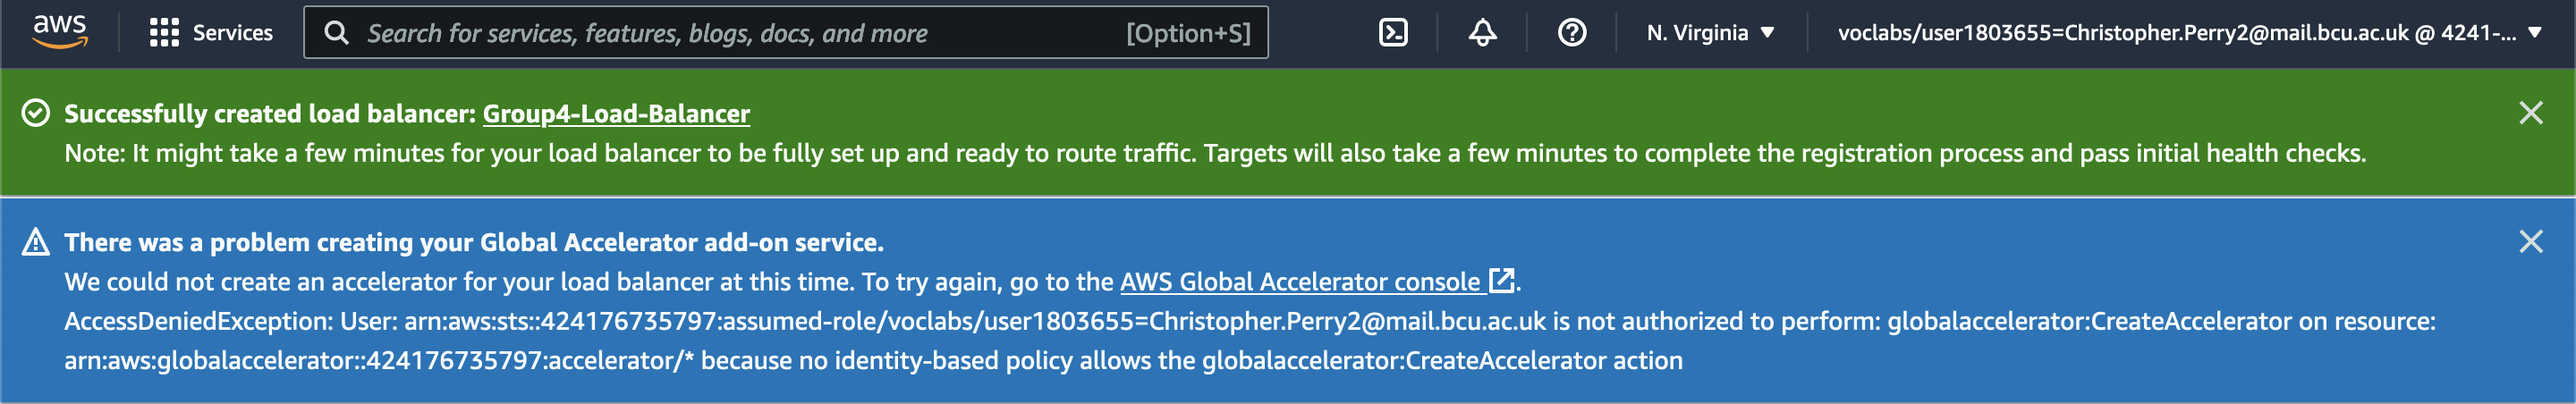 aws
Services
Search for services, features, blogs, docs, and more
[Option+S]
N. Virginia
voclabs/user1803655=Christopher.Perry2@mail.bcu.ac.uk @ 4241-...
Successfully created load balancer: Group4-Load-Balancer
Note: It might take a few minutes for your load balancer to be fully set up and ready to route traffic. Targets will also take a few minutes to complete the registration process and pass initial health checks.
There was a problem creating your Global Accelerator add-on service.
We could not create an accelerator for your load balancer at this time. To try again, go to the AWS Global Accelerator console.
AccessDeniedException: User: arn:aws:sts::424176735797:assumed-role/voclabs/user1803655=Christopher.Perry2@mail.bcu.ac.uk is not authorized to perform: globalaccelerator:CreateAccelerator on resource:
arn:aws:globalaccelerator::424176735797:accelerator/* because no identity-based policy allows the globalaccelerator:CreateAccelerator action